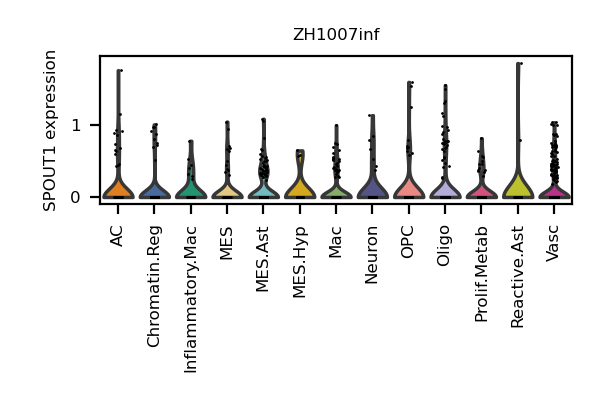 ZH1007inf
SPOUT1 expression
1
0
AC
Chromatin.Reg
Inflammatory.Mac
MES
MES.Ast
MES.Hyp
Mac
Neuron
OPC
Oligo
Prolif.Metab
Reactive.Ast
Vasc